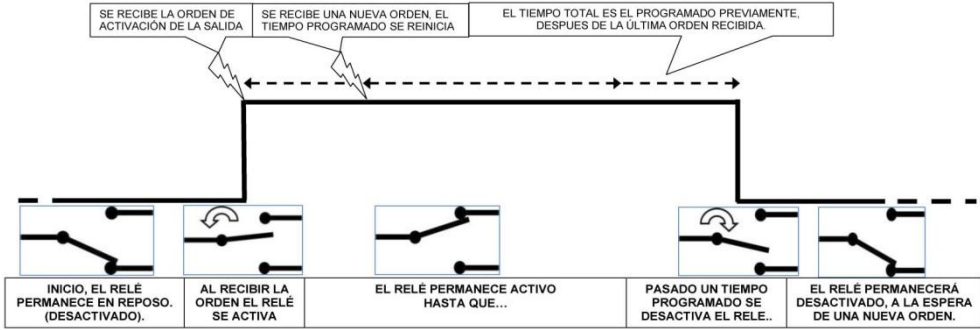 SE RECIBE LA ORDEN DE
ACTIVACIÓN DE LA SALIDA
SE RECIBE UNA NUEVA ORDEN, EL
TIEMPO PROGRAMADO SE REINICIA
EL TIEMPO TOTAL ES EL PROGRAMADO PREVIAMENTE,
DESPUES DE LA ÚLTIMA ORDEN RECIBIDA.
INICIO, EL RELÉ
PERMANECE EN REPOSO.
(DESACTIVADO).
AL RECIBIR LA
ORDEN EL RELÉ
SE ACTIVA
EL RELÉ PERMANECE ACTIVO
HASTA QUE...
PASADO UN TIEMPO
PROGRAMADO SE
DESACTIVA EL RELE..
EL RELÉ PERMANECERÁ
DESACTIVADO, A LA ESPERA
DE UNA NUEVA ORDEN.